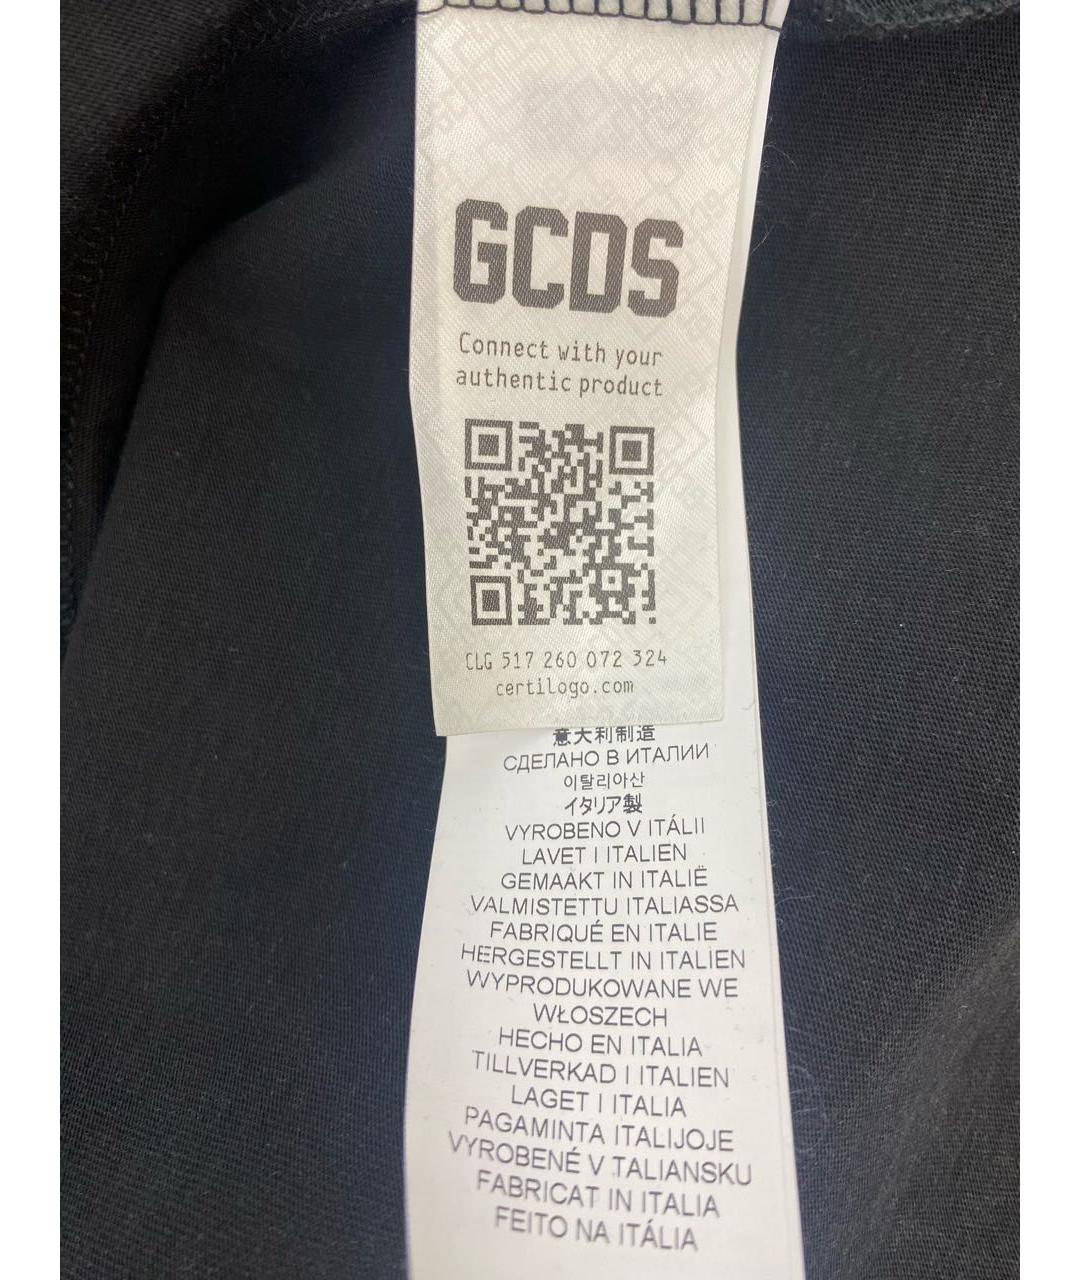 GCDS
Connect with your
authentic product
CLG 517 260 072 324
certilogo.com
意大利制造
СДЕЛАНО В ИТАЛИИ
이탈리아산
イタリア製
VYROBENO V ITÁLII
LAVET I ITALIEN
GEMAAKT IN ITALIË
VALMISTETTU ITALIASSA
FABRIQUÉ EN ITALIE
HERGESTELLT IN ITALIEN
WYPRODUKOWANE WE
WŁOSZECH
HECHO EN ITALIA
TILLVERKAD I ITALIEN
LAGET I ITALIA
PAGAMINTA ITALIJOJE
VYROBENÉ V TALIANSKU
FABRICAT IN ITALIA
FEITO NA ITÁLIA